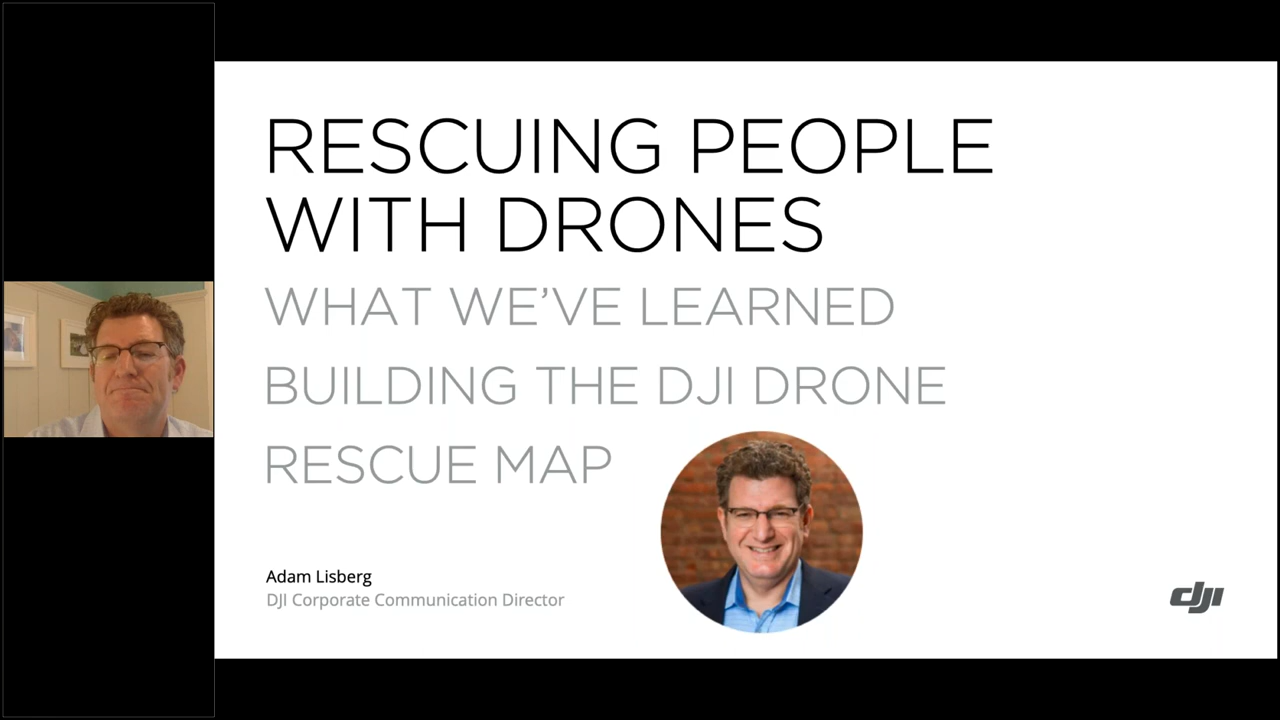 RESCUING PEOPLE
WITH DRONES
WHAT WE’VE LEARNED
BUILDING THE DJI DRONE
RESCUE MAP
Adam Lisberg
DJI Corporate Communication Director
dji